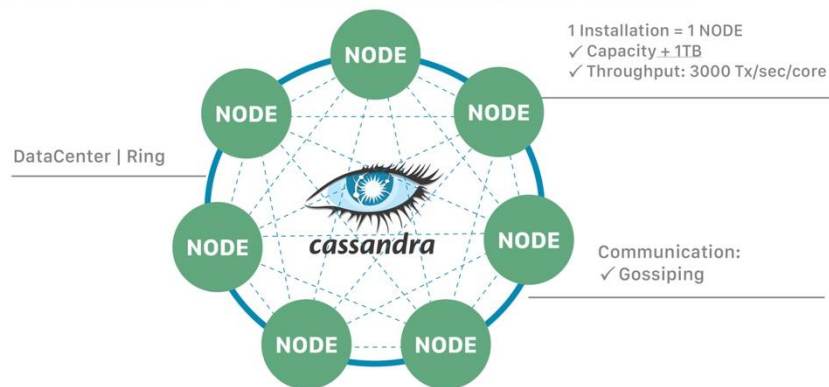 NODE
1 Installation = 1 NODE
✓ Capacity + 1TB
✓ Throughput: 3000 Tx/sec/core
NODE
NODE
DataCenter | Ring
cassandra
NODE
NODE
Communication:
✓ Gossiping
NODE
NODE